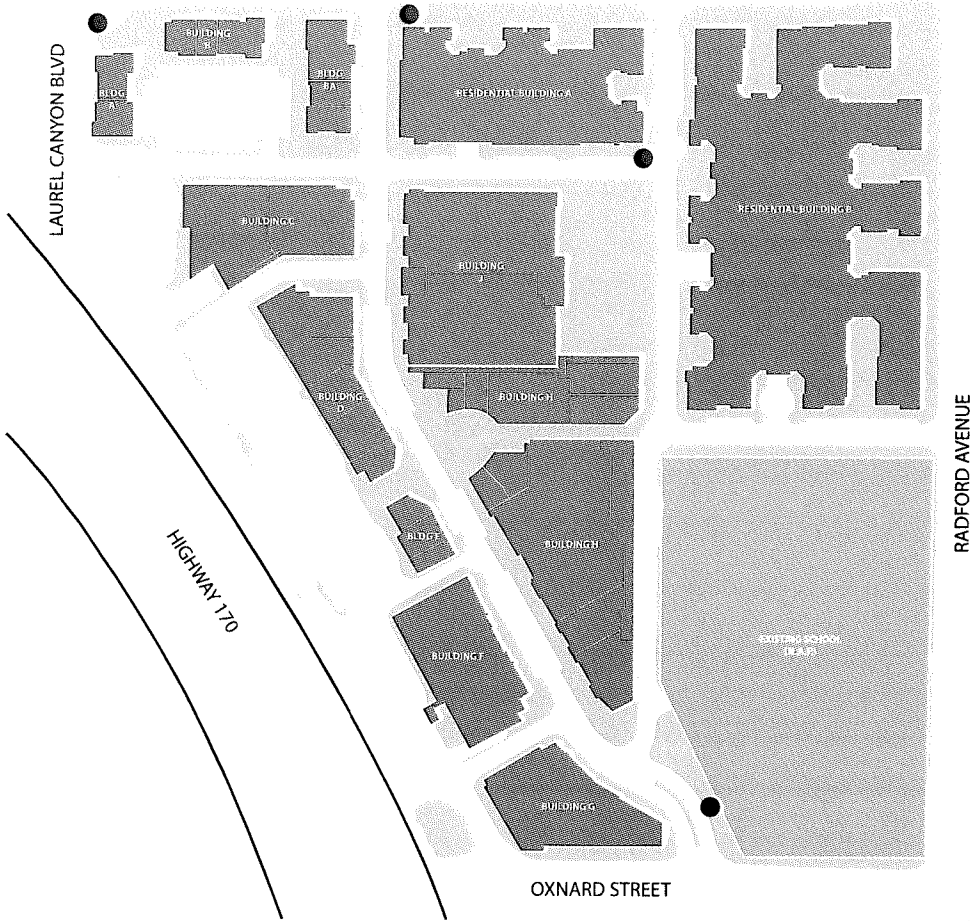 LAUREL CANYON BLVD
BUILDING
BLDG
A
BLDG
BA
RESIDENTIAL BUILDING A
RESIDENTIAL BUILDING B
BUILDING C
BUILDING
J
BUILDING
D
BUILDING H
BLDG E
BUILDING H
HIGHWAY 170
BUILDING F
EXISTING SCHOOL
BUILDING G
RADFORD AVENUE
OXNARD STREET